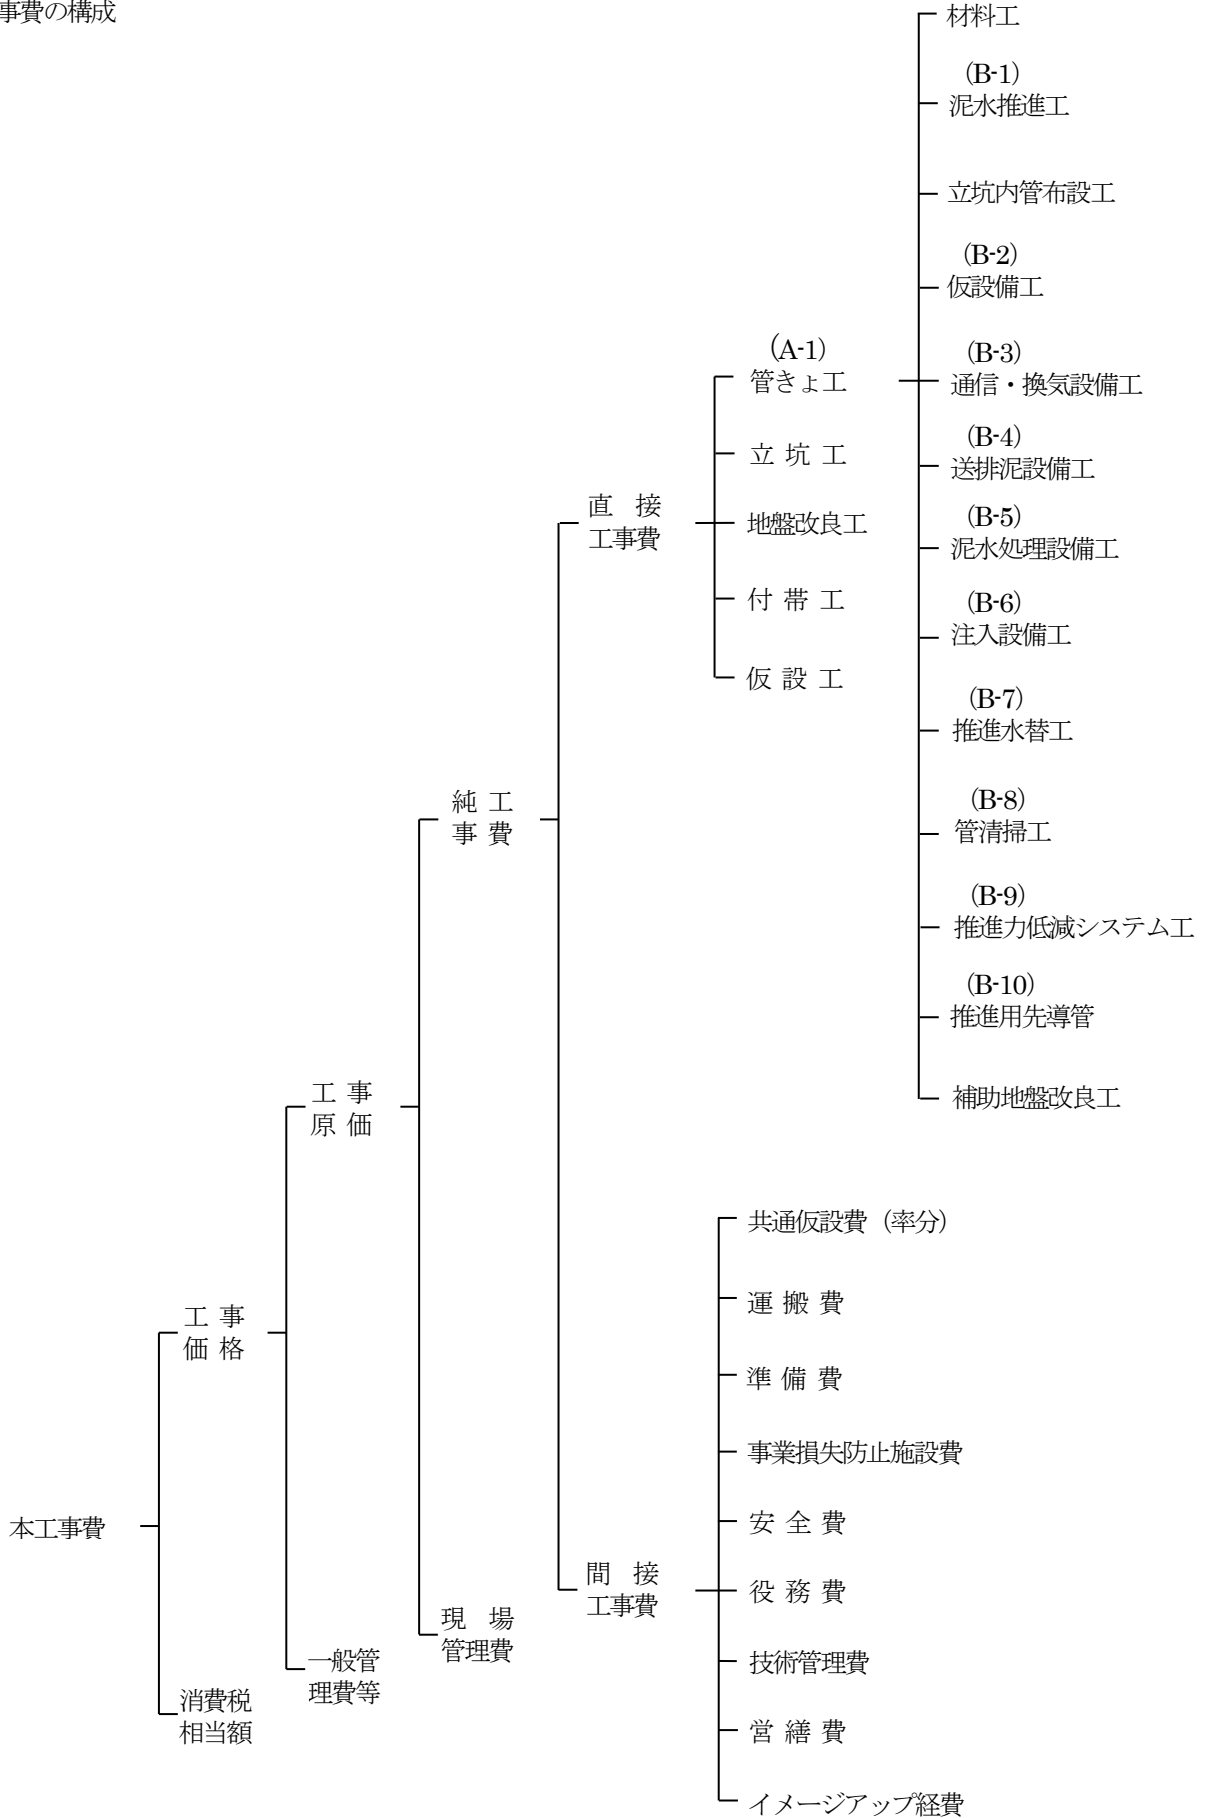 事費の構成
材料工
(B-1)
泥水推進工
立坑内管布設工
(B-2)
仮設備工
(A-1)
管きょ工
(B-3)
通信・換気設備工
立 坑 工
(B-4)
送排泥設備工
直 接
工事費
地盤改良工
(B-5)
泥水処理設備工
付 帯 工
(B-6)
注入設備工
仮 設 工
(B-7)
推進水替工
純 工
事 費
(B-8)
管清掃工
(B-9)
推進力低減システム工
(B-10)
推進用先導管
工 事
原 価
補助地盤改良工
共通仮設費（率分）
工 事
価 格
運 搬 費
準 備 費
事業損失防止施設費
本工事費
安 全 費
間 接
工事費
役 務 費
現 場
管理費
一般管
理費等
技術管理費
消費税
相当額
営 繕 費
イメージアップ経費